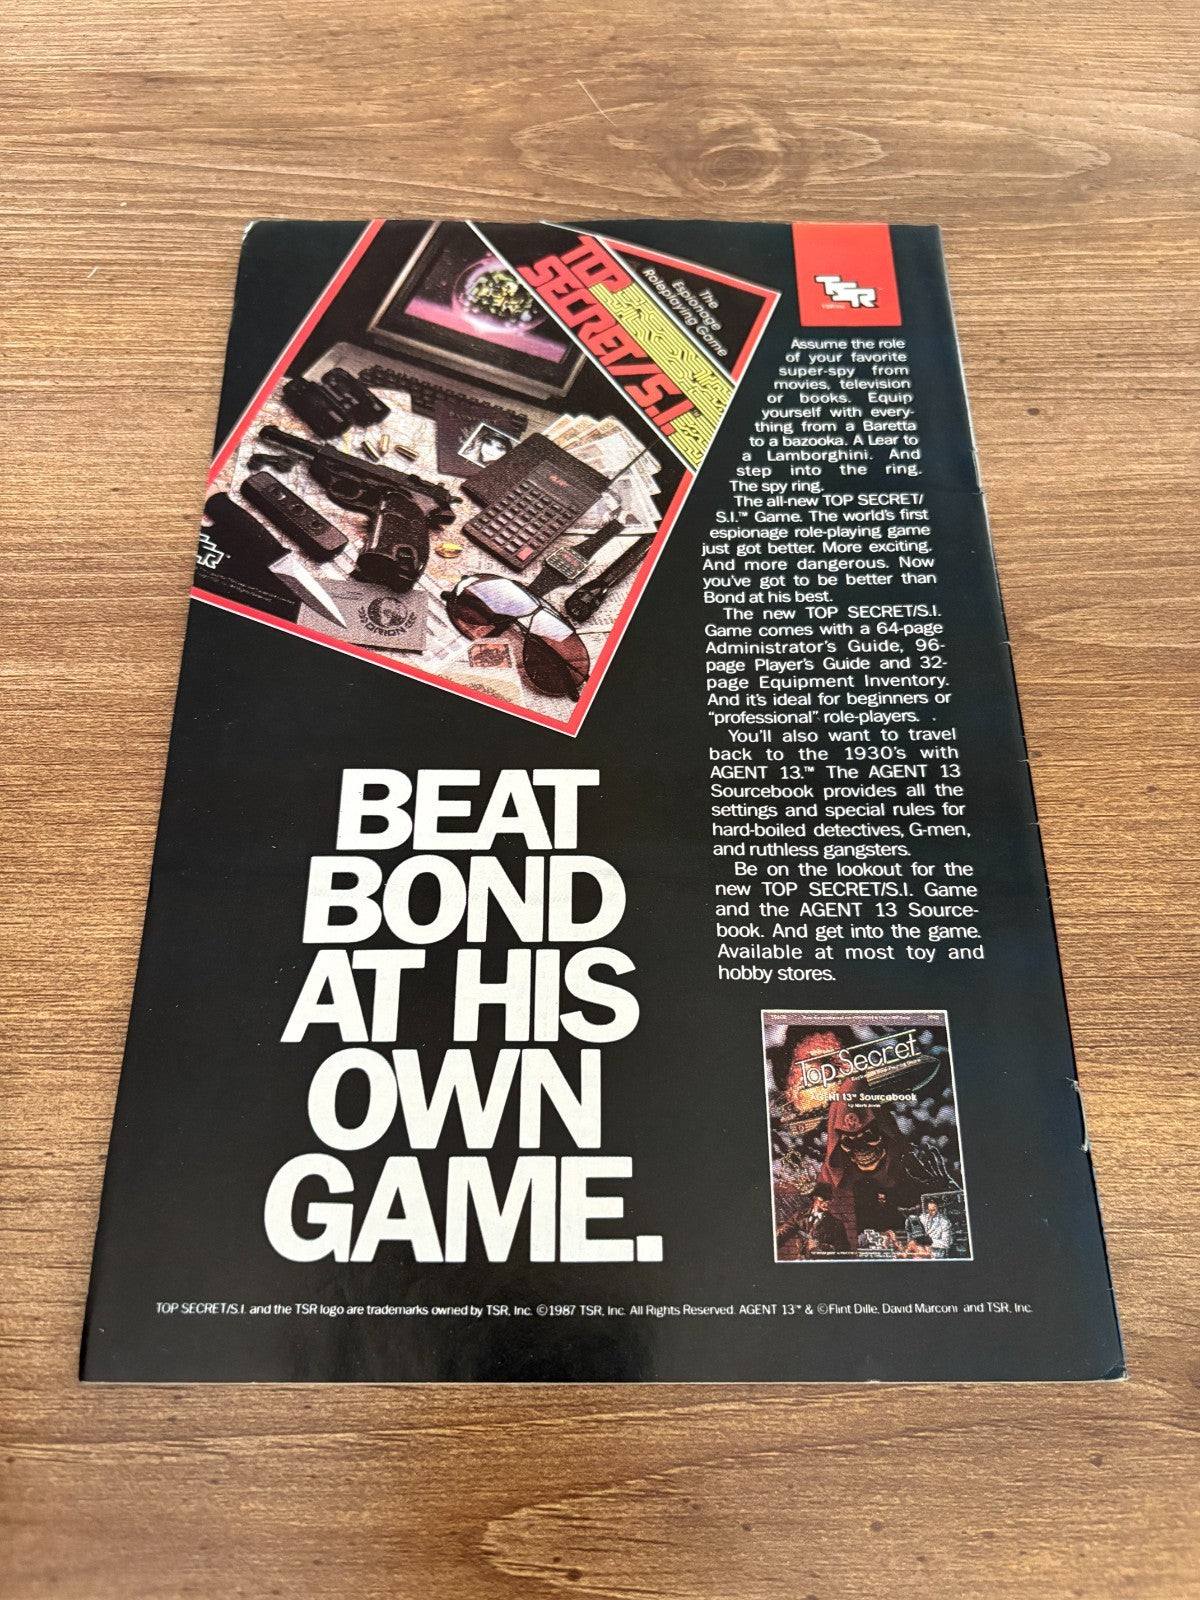 TOP
SECRET/S.I.
The
Espionage
Roleplaying Game
ORION
TSR
Assume the role
of your favorite
super-spy from
movies, television
or books. Equip
yourself with every-
thing from a Baretta
to a bazooka. A Lear to
a Lamborghini. And
step into the ring.
The spy ring.
The all-new TOP SECRET/
S.I.™ Game. The world's first
espionage role-playing game
just got better. More exciting.
And more dangerous. Now
you've got to be better than
Bond at his best.
The new TOP SECRET/S.I.
Game comes with a 64-page
Administrator's Guide, 96-
page Player's Guide and 32-
page Equipment Inventory.
And it's ideal for beginners or
"professional" role-players.
You'll also want to travel
back to the 1930's with
AGENT 13.™ The AGENT 13
Sourcebook provides all the
settings and special rules for
hard-boiled detectives, G-men,
and ruthless gangsters.
Be on the lookout for the
new TOP SECRET/S.I. Game
and the AGENT 13 Source-
book. And get into the game.
Available at most toy and
hobby stores.
BEAT
BOND
AT HIS
OWN
GAME.
Top Secret
AGENT 13™ Sourcebook
TOP SECRET/S.I. and the TSR logo are trademarks owned by TSR, Inc. ©1987 TSR, Inc. All Rights Reserved. AGENT 13™ & ©Flint Dille, David Marconi and TSR, Inc.